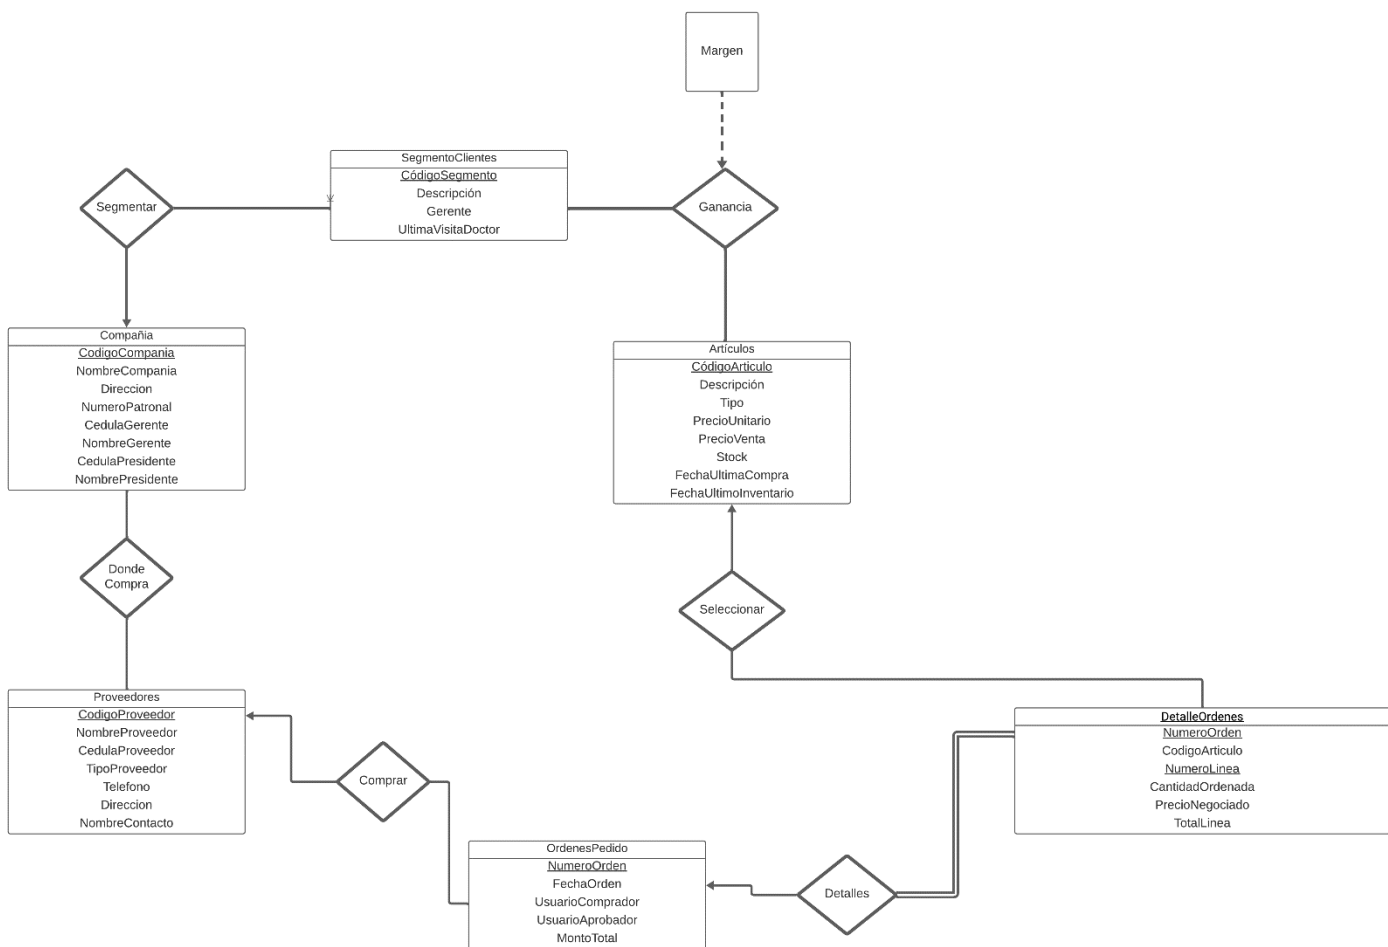 Margen
SegmentoClientes
CódigoSegmento
Descripción
Gerente
UltimaVisitaDoctor
Segmentar
Ganancia
Compañia
CodigoCompania
NombreCompania
Direccion
NumeroPatronal
CedulaGerente
NombreGerente
CedulaPresidente
NombrePresidente
Artículos
CódigoArticulo
Descripción
Tipo
PrecioUnitario
PrecioVenta
Stock
FechaUltimaCompra
FechaUltimoInventario
Donde
Compra
Seleccionar
Proveedores
CodigoProveedor
NombreProveedor
CedulaProveedor
TipoProveedor
Telefono
Direccion
NombreContacto
Comprar
DetalleOrdenes
NumeroOrden
CodigoArticulo
NumeroLinea
CantidadOrdenada
PrecioNegociado
TotalLinea
OrdenesPedido
NumeroOrden
FechaOrden
UsuarioComprador
UsuarioAprobador
MontoTotal
Detalles